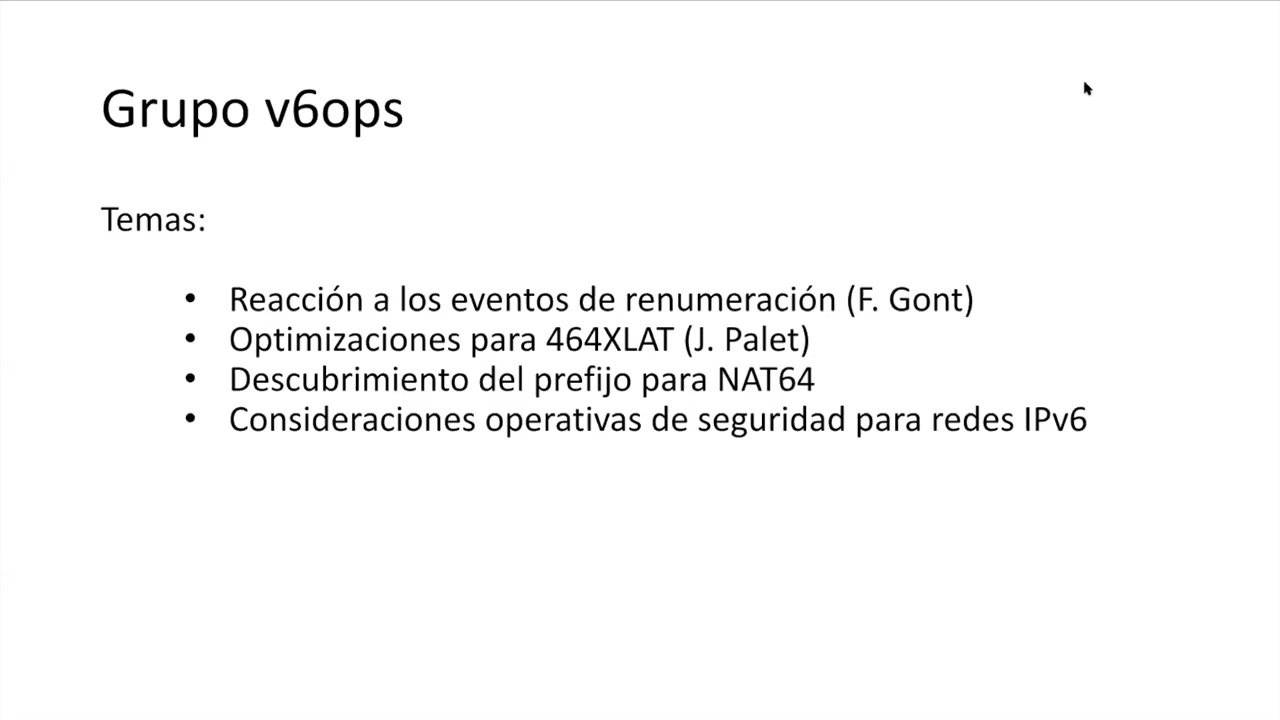 Grupo v6ops
Temas:
• Reacción a los eventos de renumeración (F. Gont)
• Optimizaciones para 464XLAT (J. Palet)
• Descubrimiento del prefijo para NAT64
• Consideraciones operativas de seguridad para redes IPv6